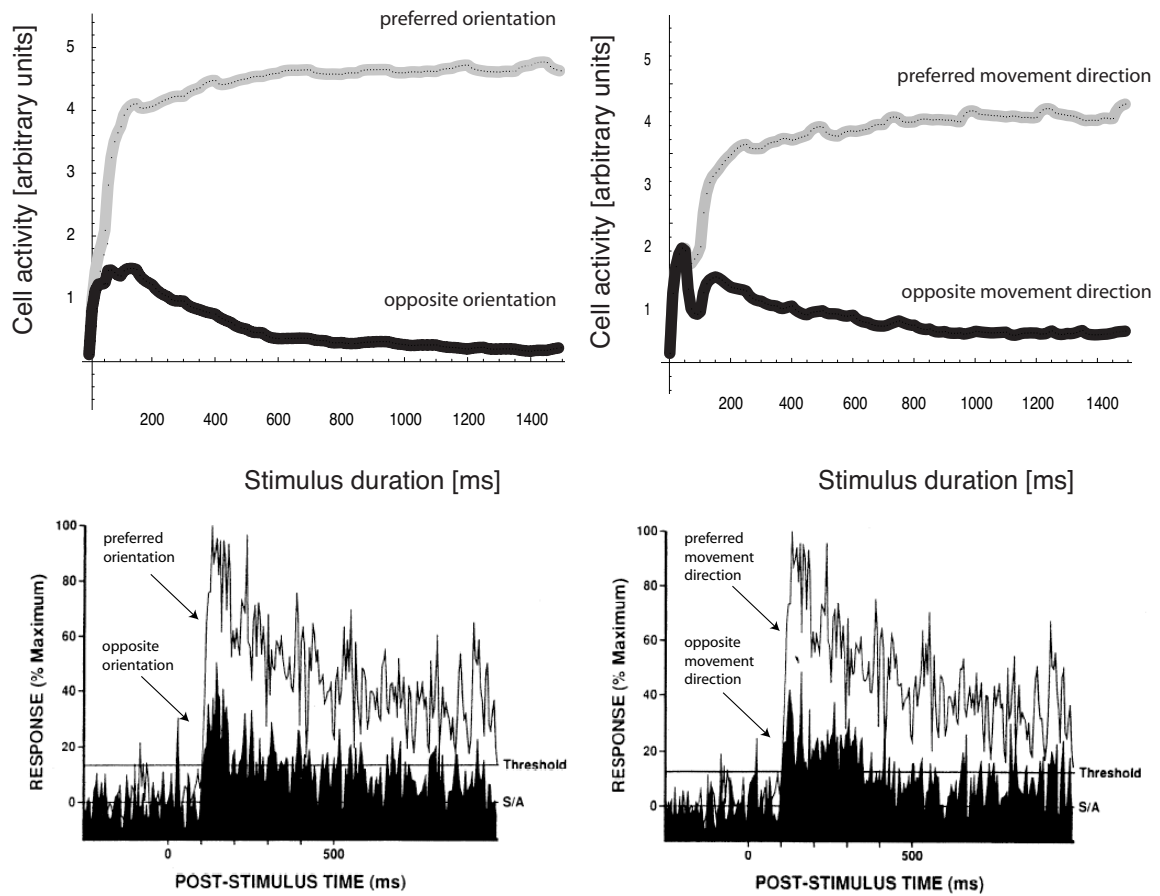 Cell activity [arbitrary units]
preferred orientation
opposite orientation
5
4
3
2
1
200 400 600 800 1000 1200 1400
Stimulus duration [ms]
Cell activity [arbitrary units]
preferred movement direction
opposite movement direction
5
4
3
2
1
200 400 600 800 1000 1200 1400
Stimulus duration [ms]
RESPONSE (% Maximum)
100
80
60
40
20
0
preferred
orientation
opposite
orientation
Threshold
S/A
0 500
POST-STIMULUS TIME (ms)
RESPONSE (% Maximum)
100
80
60
40
20
0
preferred
movement
direction
opposite
movement
direction
Threshold
S/A
0 500
POST-STIMULUS TIME (ms)